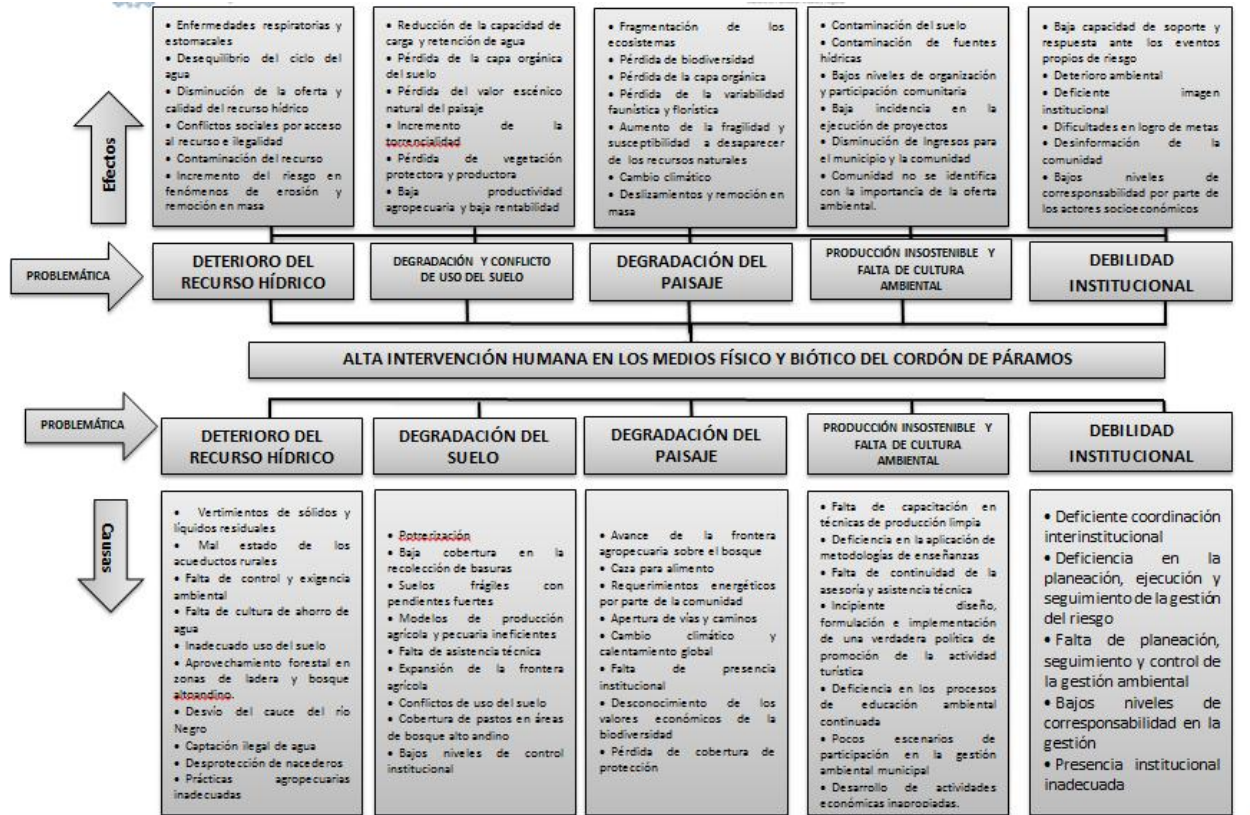 Efectos
• Enfermedades respiratorias y
estomacales
• Desequilibrio del ciclo del
agua
• Disminución de la oferta y
calidad del recurso hídrico
• Conflictos sociales por acceso
al recurso e ilegalidad
• Contaminación del recurso
• Incremento del riesgo en
fenómenos de erosión y
remoción en masa
• Reducción de la capacidad de
carga y retención de agua
• Pérdida de la capa orgánica
del suelo
• Pérdida del valor escénico
natural del paisaje
• Incremento de la
torrencialidad
• Pérdida de vegetación
protectora y productora
• Baja productividad
agropecuaria y baja rentabilidad
• Fragmentación de los
ecosistemas
• Pérdida de biodiversidad
• Pérdida de la capa orgánica
• Pérdida de la variabilidad
faunística y florística
• Aumento de la fragilidad y
susceptibilidad a desaparecer
de los recursos naturales
• Cambio climático
• Deslizamientos y remoción en
masa
• Contaminación del suelo
• Contaminación de fuentes
hídricas
• Bajos niveles de organización
y participación comunitaria
• Baja incidencia en la
ejecución de proyectos
• Disminución de Ingresos para
el municipio y la comunidad
• Comunidad no se identifica
con la importancia de la oferta
ambiental.
• Baja capacidad de soporte y
respuesta ante los eventos
propios de riesgo
• Deterioro ambiental
• Deficiente imagen
institucional
• Dificultades en logro de metas
• Desinformación de la
comunidad
• Bajos niveles de
corresponsabilidad por parte de
los actores socioeconómicos
PROBLEMÁTICA
DETERIORO DEL
RECURSO HÍDRICO
DEGRADACIÓN Y CONFLICTO
DE USO DEL SUELO
DEGRADACIÓN DEL
PAISAJE
PRODUCCIÓN INSOSTENIBLE Y
FALTA DE CULTURA
AMBIENTAL
DEBILIDAD
INSTITUCIONAL
ALTA INTERVENCIÓN HUMANA EN LOS MEDIOS FÍSICO Y BIÓTICO DEL CORDÓN DE PÁRAMOS
PROBLEMÁTICA
DETERIORO DEL
RECURSO HÍDRICO
DEGRADACIÓN DEL
SUELO
DEGRADACIÓN DEL
PAISAJE
PRODUCCIÓN INSOSTENIBLE Y
FALTA DE CULTURA
AMBIENTAL
DEBILIDAD
INSTITUCIONAL
Causas
• Vertimientos de sólidos y
líquidos residuales
• Mal estado de los
acueductos rurales
• Falta de control y exigencia
ambiental
• Falta de cultura de ahorro de
agua
• Inadecuado uso del suelo
• Aprovechamiento forestal en
zonas de ladera y bosque
altoandino.
• Desvío del cauce del río
Negro
• Captación ilegal de agua
• Desprotección de nacederos
• Prácticas agropecuarias
inadecuadas
• Potrerización
• Baja cobertura en la
recolección de basuras
• Suelos frágiles con
pendientes fuertes
• Modelos de producción
agrícola y pecuaria ineficientes
• Falta de asistencia técnica
• Expansión de la frontera
agrícola
• Conflictos de uso del suelo
• Cobertura de pastos en áreas
de bosque alto andino
• Bajos niveles de control
institucional
• Avance de la frontera
agropecuaria sobre el bosque
• Caza para alimento
• Requerimientos energéticos
por parte de la comunidad
• Apertura de vías y caminos
• Cambio climático y
calentamiento global
• Falta de presencia
institucional
• Desconocimiento de los
valores económicos de la
biodiversidad
• Pérdida de cobertura de
protección
• Falta de capacitación en
técnicas de producción limpia
• Deficiencia en la aplicación de
metodologías de enseñanzas
• Falta de continuidad de la
asesoría y asistencia técnica
• Incipiente diseño,
formulación e implementación
de una verdadera política de
promoción de la actividad
turística
• Deficiencia en los procesos
de educación ambiental
continuada
• Pocos escenarios de
participación en la gestión
ambiental municipal
• Desarrollo de actividades
económicas inapropiadas.
• Deficiente coordinación
interinstitucional
• Deficiencia en la
planeación, ejecución y
seguimiento de la gestión
del riesgo
• Falta de planeación,
seguimiento y control de
la gestión ambiental
• Bajos niveles de
corresponsabilidad en la
gestión
• Presencia institucional
inadecuada